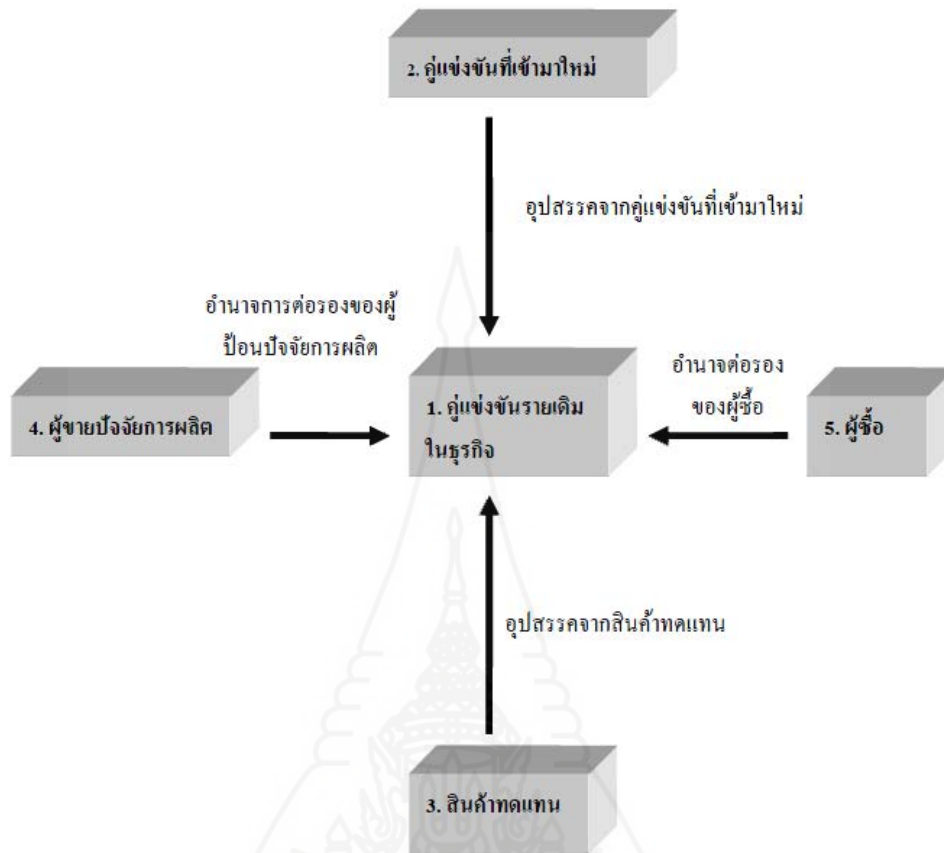 2. คู่แข่งขันที่เข้ามาใหม่
อุปสรรคจากคู่แข่งขันที่เข้ามาใหม่
อำนาจการต่อรองของผู้
ป้อนปัจจัยการผลิต
4. ผู้ขายปัจจัยการผลิต
1. คู่แข่งขันรายเดิม
ในธุรกิจ
อำนาจต่อรอง
ของผู้ซื้อ
5. ผู้ซื้อ
อุปสรรคจากสินค้าทดแทน
3. สินค้าทดแทน